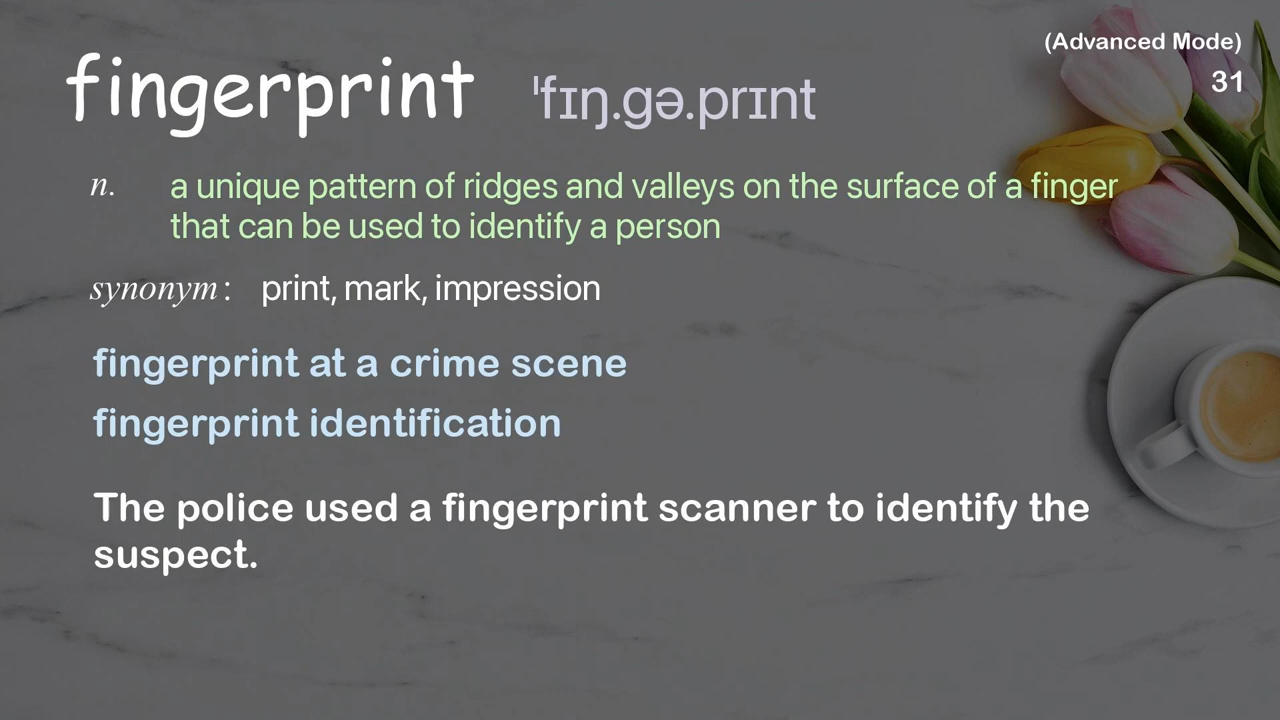 (Advanced Mode)
fingerprint ˈfɪŋ.gə.prɪnt
31
n. a unique pattern of ridges and valleys on the surface of a finger
that can be used to identify a person
synonym: print, mark, impression
fingerprint at a crime scene
fingerprint identification
The police used a fingerprint scanner to identify the
suspect.